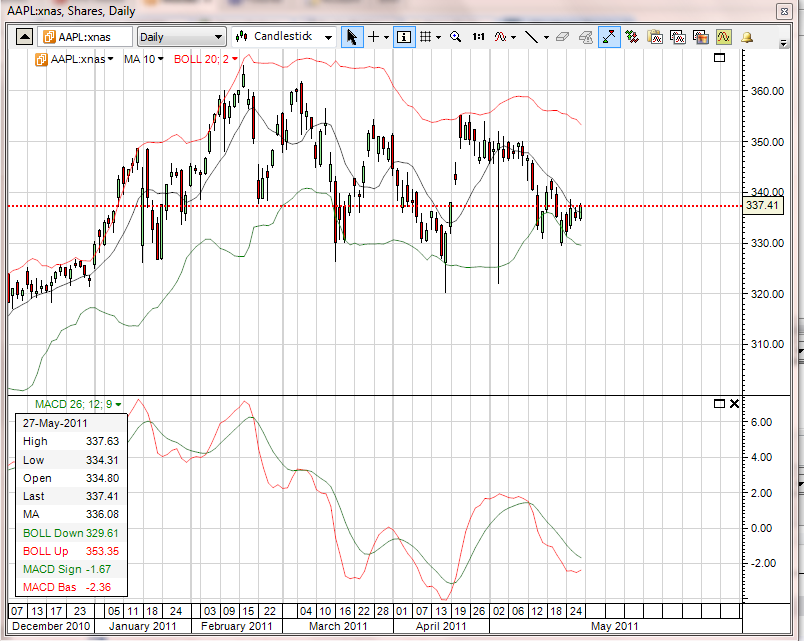 AAPL:xnas, Shares, Daily
AAPL:xnas Daily Candlestick 1:1
AAPL:xnas MA 10 BOLL 20; 2
360.00
350.00
340.00
337.41
330.00
320.00
310.00
MACD 26; 12; 9
27-May-2011
High 337.63
Low 334.31
Open 334.80
Last 337.41
MA 336.08
BOLL Down 329.61
BOLL Up 353.35
MACD Sign -1.67
MACD Bas -2.36
6.00
4.00
2.00
0.00
-2.00
07 13 17 23 05 11 18 24 03 09 15 22 04 10 16 22 28 01 07 13 19 26 02 06 12 18 24
December 2010 January 2011 February 2011 March 2011 April 2011 May 2011